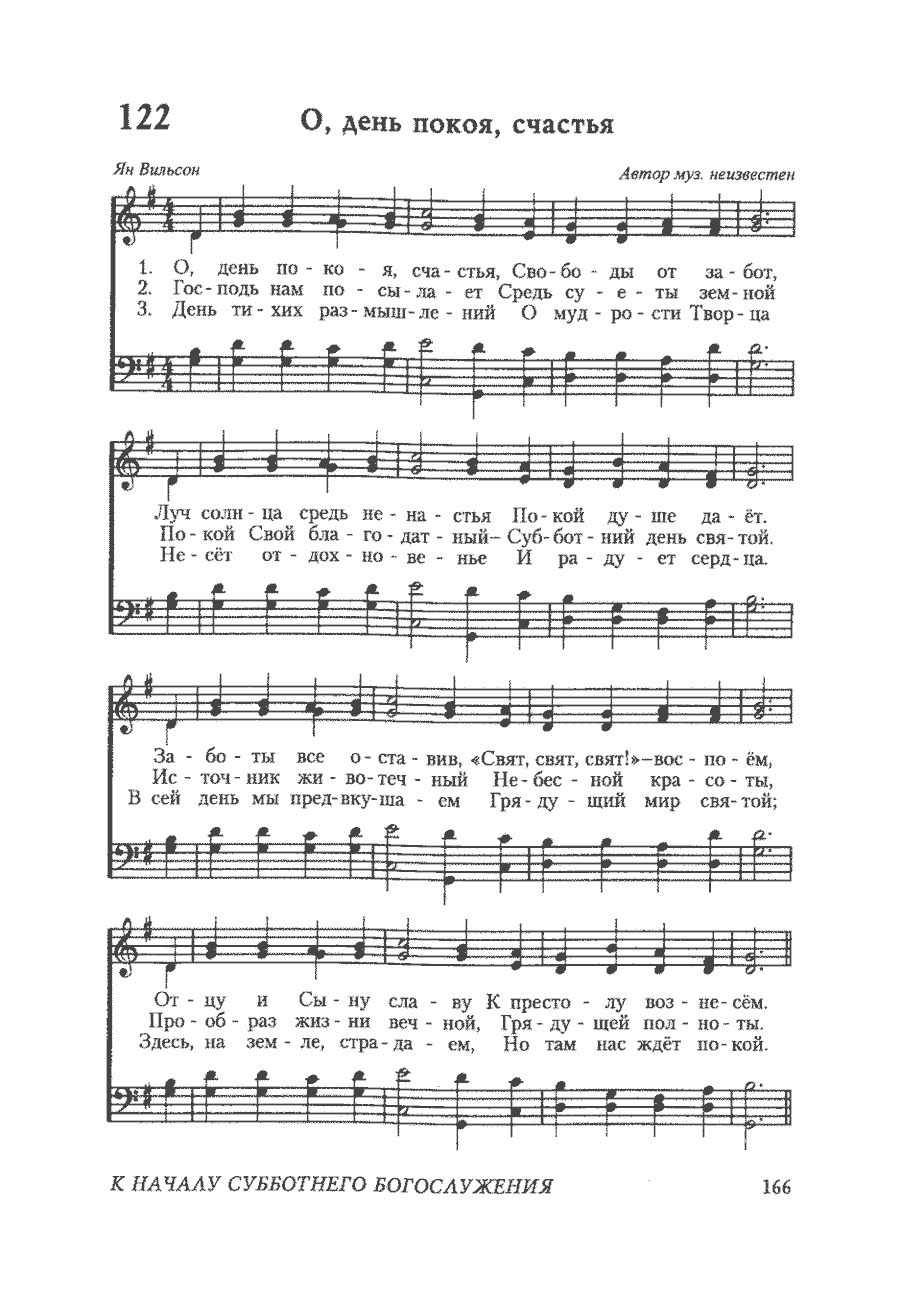 122
О, день покоя, счастья
Ян Вильсон
Автор муз. неизвестен
1. О, день по - ко - я, сча - стья, Сво - бо - ды от за - бот,
2. Гос - подь нам по - сы - ла - ет Средь су - е - ты зем - ной
3. День ти - хих раз - мыш - ле - ний О муд - ро - сти Твор - ца
Луч солн - ца средь не - на - стья По - кой ду - ше да - ёт.
По - кой Свой бла - го - дат - ный– Суб - бот - ний день свя - той.
Не - сёт от - дох - но - ве - нье И ра - ду - ет серд - ца.
За - бо - ты все о - ста - вив, «Свят, свят, свят!»–вос - по - ём,
Ис - точ - ник жи - во - теч - ный Не - бес - ной кра - со - ты,
В сей день мы пред - вку - ша - ем Гря - ду - щий мир свя - той;
От - цу и Сы - ну сла - ву К престо - лу воз - не - сём.
Про - об - раз жиз - ни веч - ной, Гря - ду - щей пол - но - ты.
Здесь, на зем - ле, стра - да - ем, Но там нас ждёт по - кой.
К НАЧАЛУ СУББОТНЕГО БОГОСЛУЖЕНИЯ
166